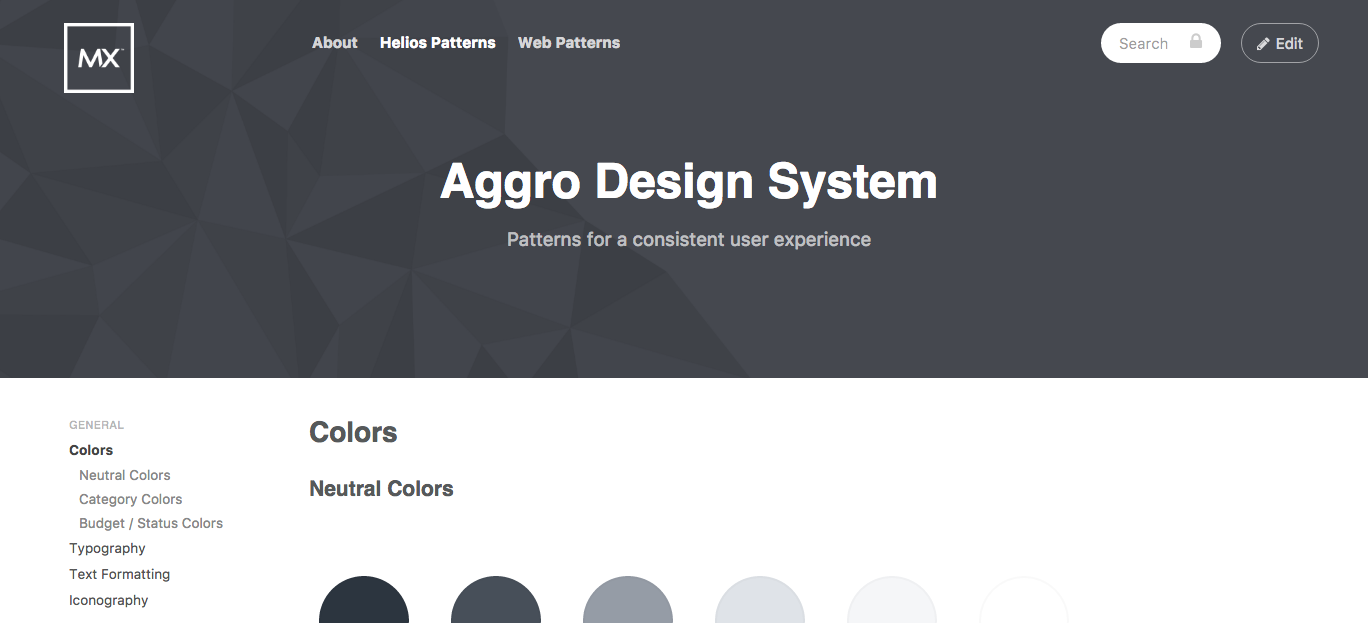 MX
About
Helios Patterns
Web Patterns
Search
Edit
Aggro Design System
Patterns for a consistent user experience
GENERAL
Colors
Neutral Colors
Category Colors
Budget / Status Colors
Typography
Text Formatting
Iconography
Colors
Neutral Colors